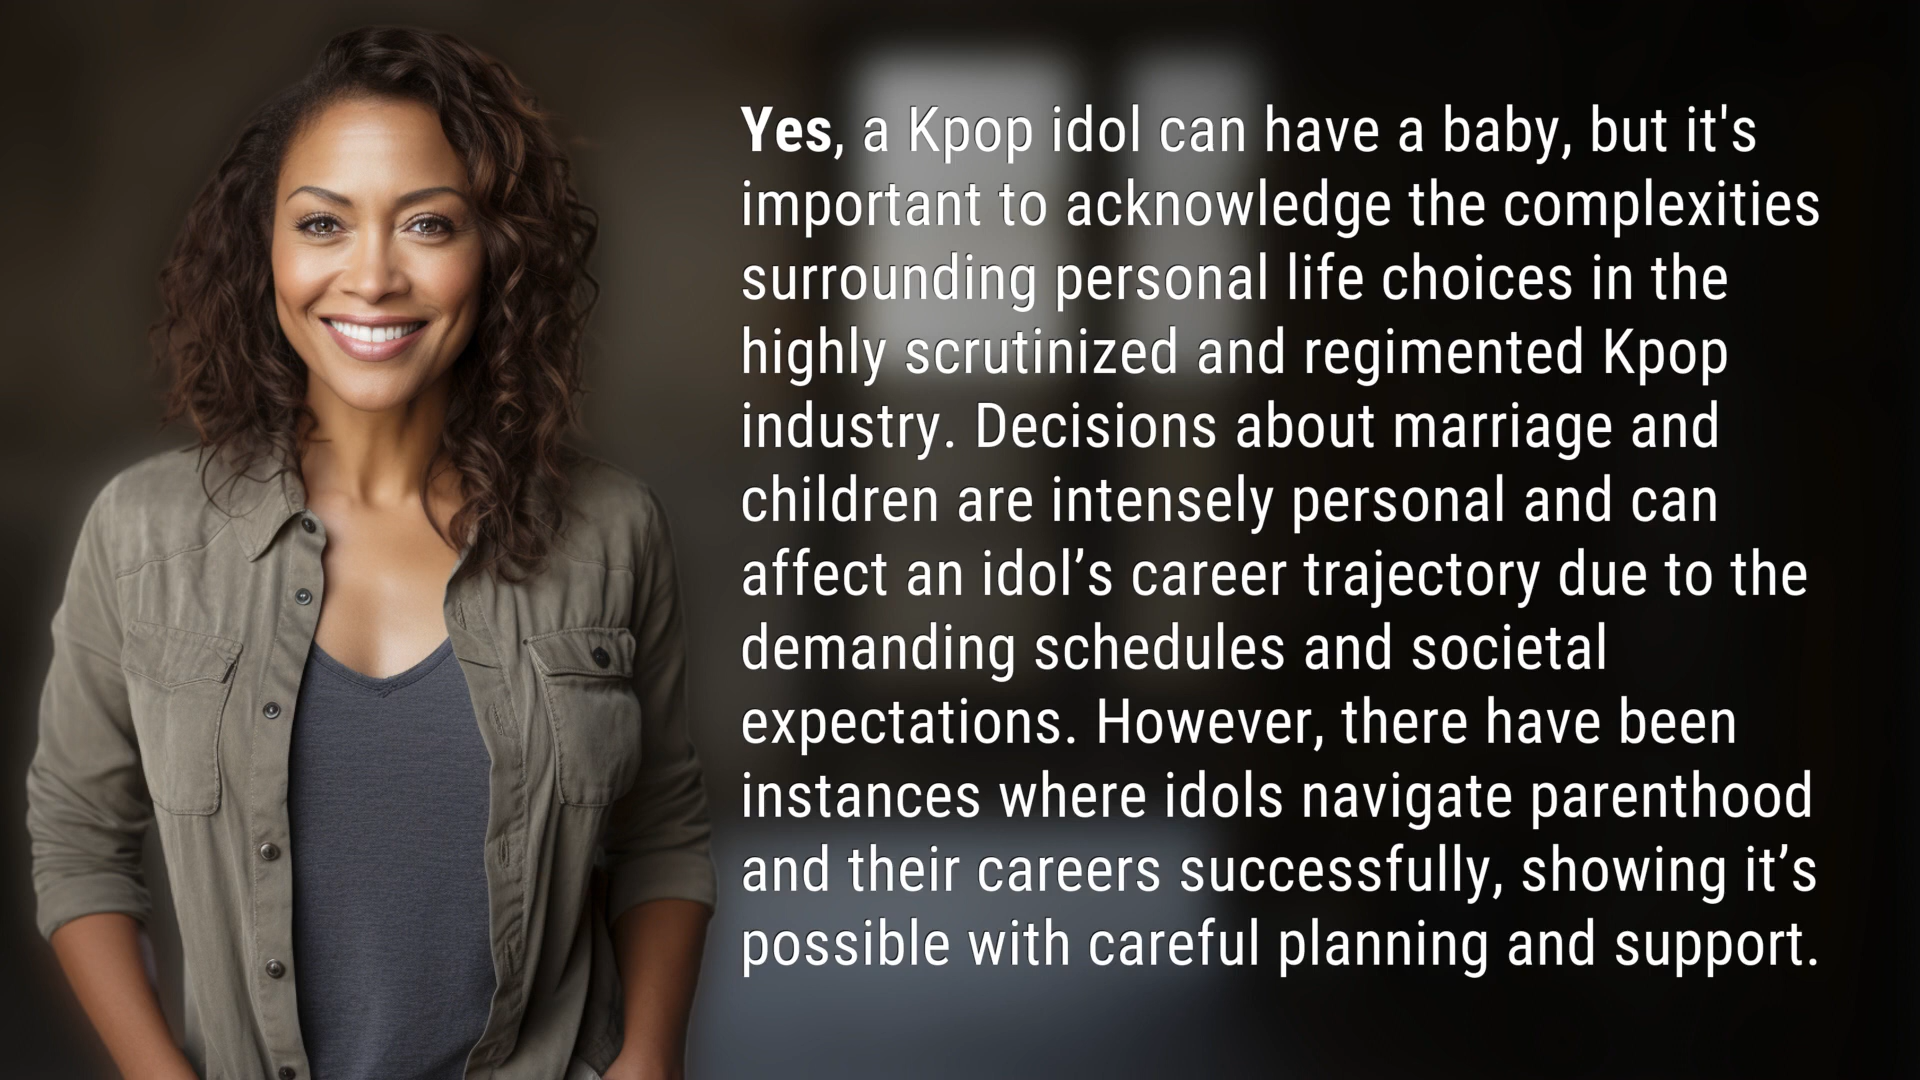 Yes, a Kpop idol can have a baby, but it's
important to acknowledge the complexities
surrounding personal life choices in the
highly scrutinized and regimented Kpop
industry. Decisions about marriage and
children are intensely personal and can
affect an idol’s career trajectory due to the
demanding schedules and societal
expectations. However, there have been
instances where idols navigate parenthood
and their careers successfully, showing it’s
possible with careful planning and support.